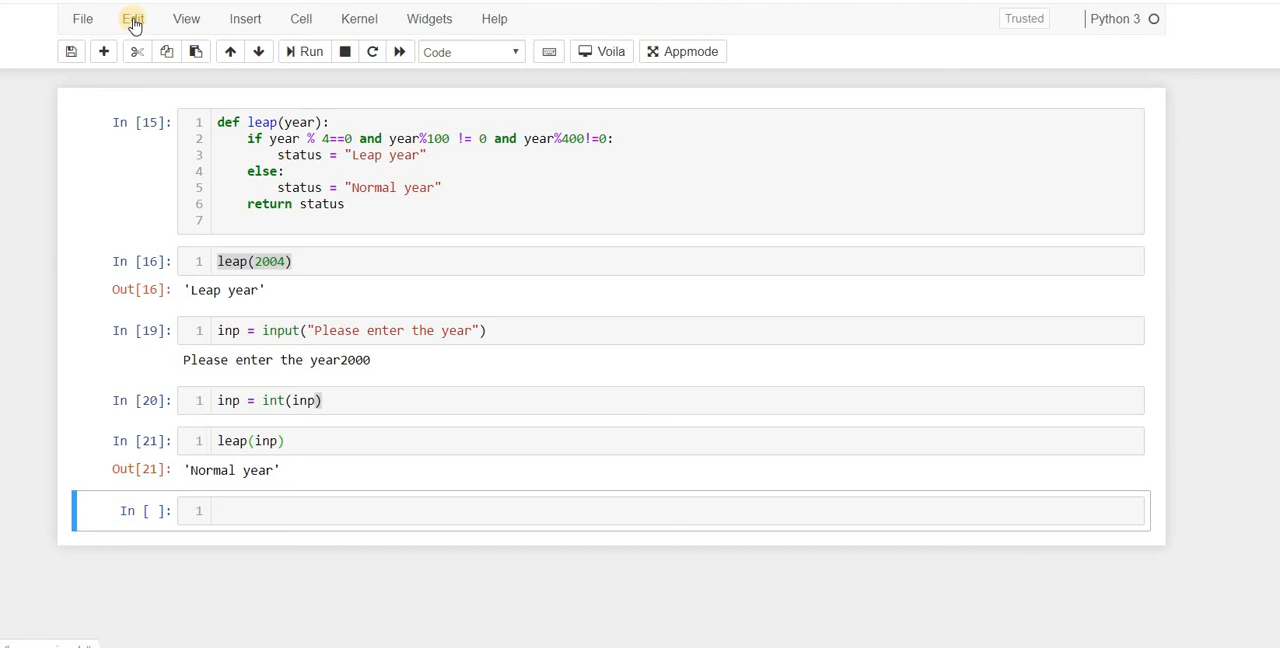 File Edit View Insert Cell Kernel Widgets Help Trusted Python 3
Run Code Voila Appmode
In [15]:
1 def leap(year):
2 if year % 4==0 and year%100 != 0 and year%400!=0:
3 status = "Leap year"
4 else:
5 status = "Normal year"
6 return status
7
In [16]: 1 leap(2004)
Out[16]: 'Leap year'
In [19]: 1 inp = input("Please enter the year")
Please enter the year2000
In [20]: 1 inp = int(inp)
In [21]: 1 leap(inp)
Out[21]: 'Normal year'
In [ ]: 1